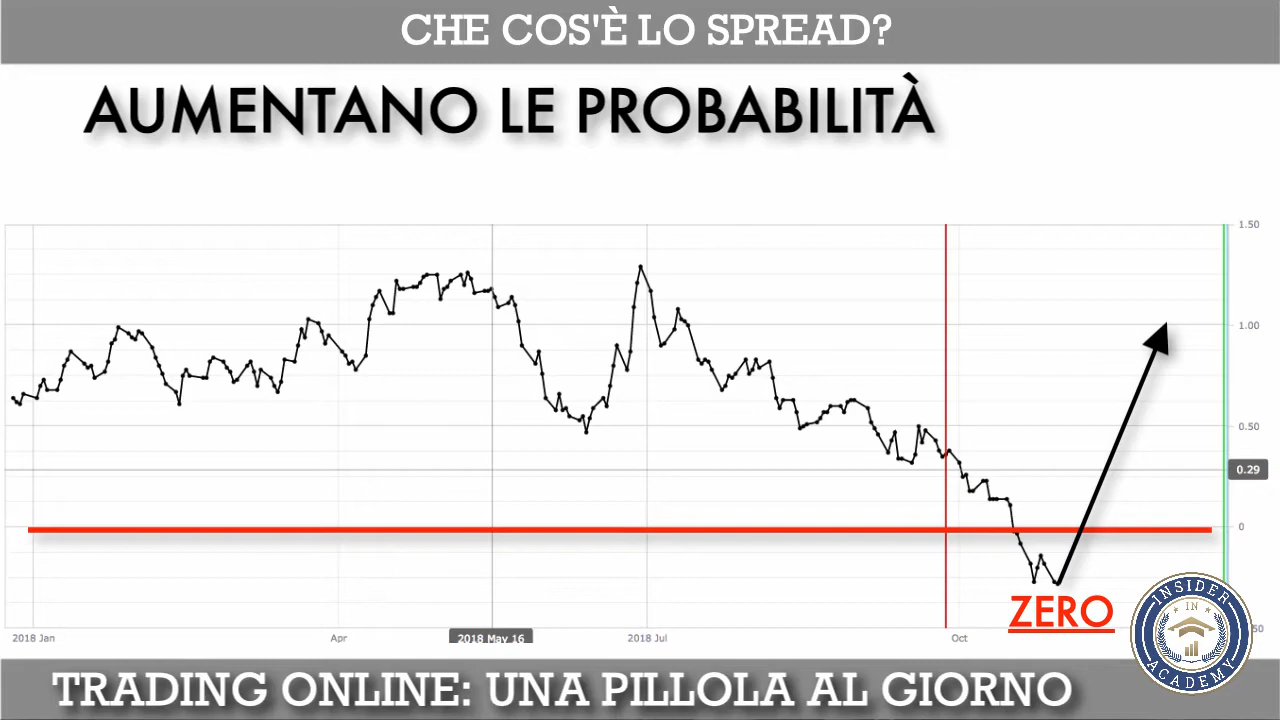 CHE COS'È LO SPREAD?
AUMENTANO LE PROBABILITÀ
1.50
1.00
0.50
0.29
0
ZERO
50
2018 Jan Apr 2018 May 16 2018 Jul Oct
INSIDER
IN
ACADEMY
TRADING ONLINE: UNA PILLOLA AL GIORNO